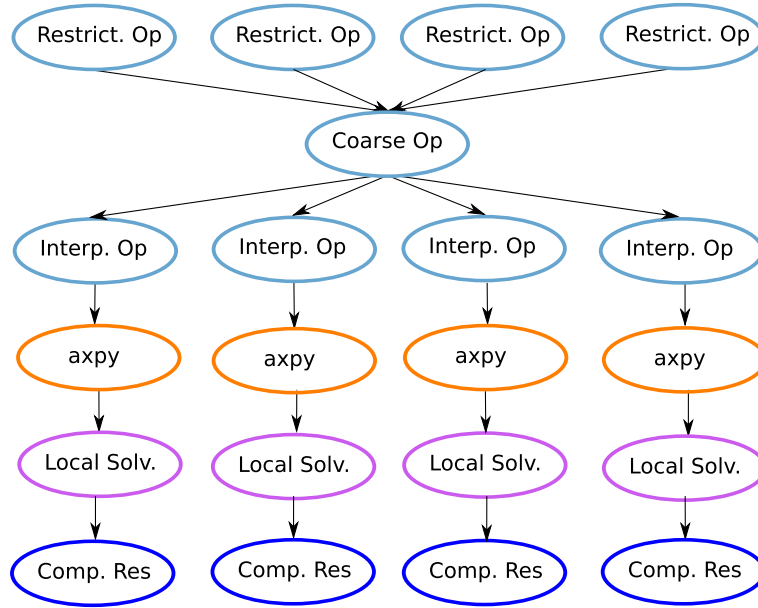 Restrict. Op
Restrict. Op
Restrict. Op
Restrict. Op
Coarse Op
Interp. Op
Interp. Op
Interp. Op
Interp. Op
axpy
axpy
axpy
axpy
Local Solv.
Local Solv.
Local Solv.
Local Solv.
Comp. Res
Comp. Res
Comp. Res
Comp. Res